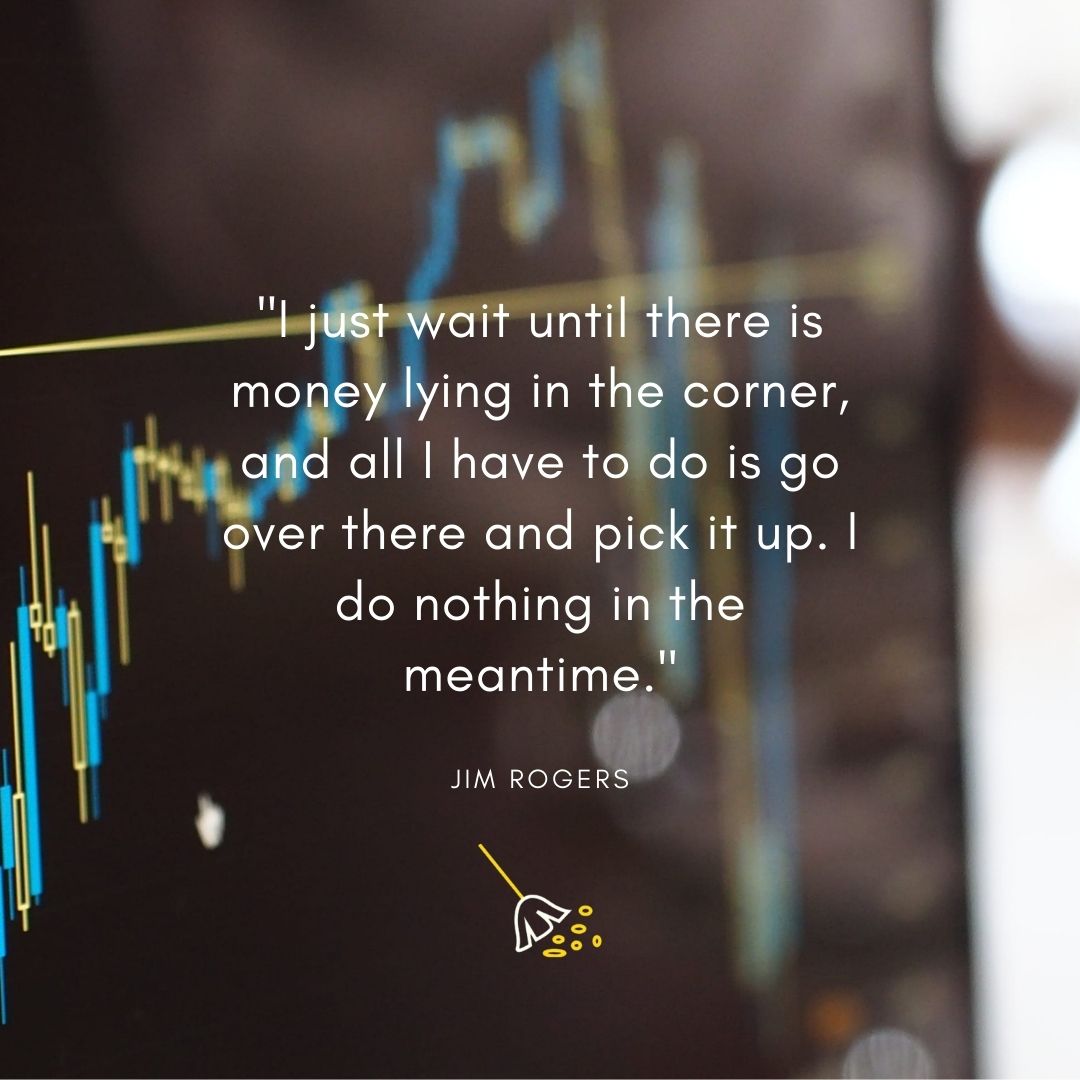 "I just wait until there is
money lying in the corner,
and all I have to do is go
over there and pick it up. I
do nothing in the
meantime."
JIM ROGERS